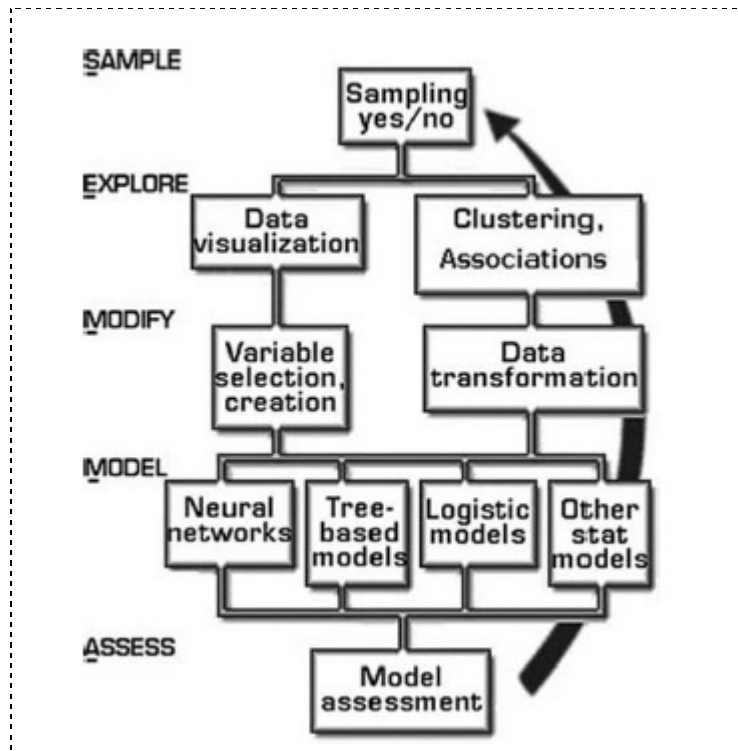 SAMPLE
Sampling
yes/no
EXPLORE
Data
visualization
Clustering,
Associations
MODIFY
Variable
selection,
creation
Data
transformation
MODEL
Neural
networks
Tree-
based
models
Logistic
models
Other
stat
models
ASSESS
Model
assessment